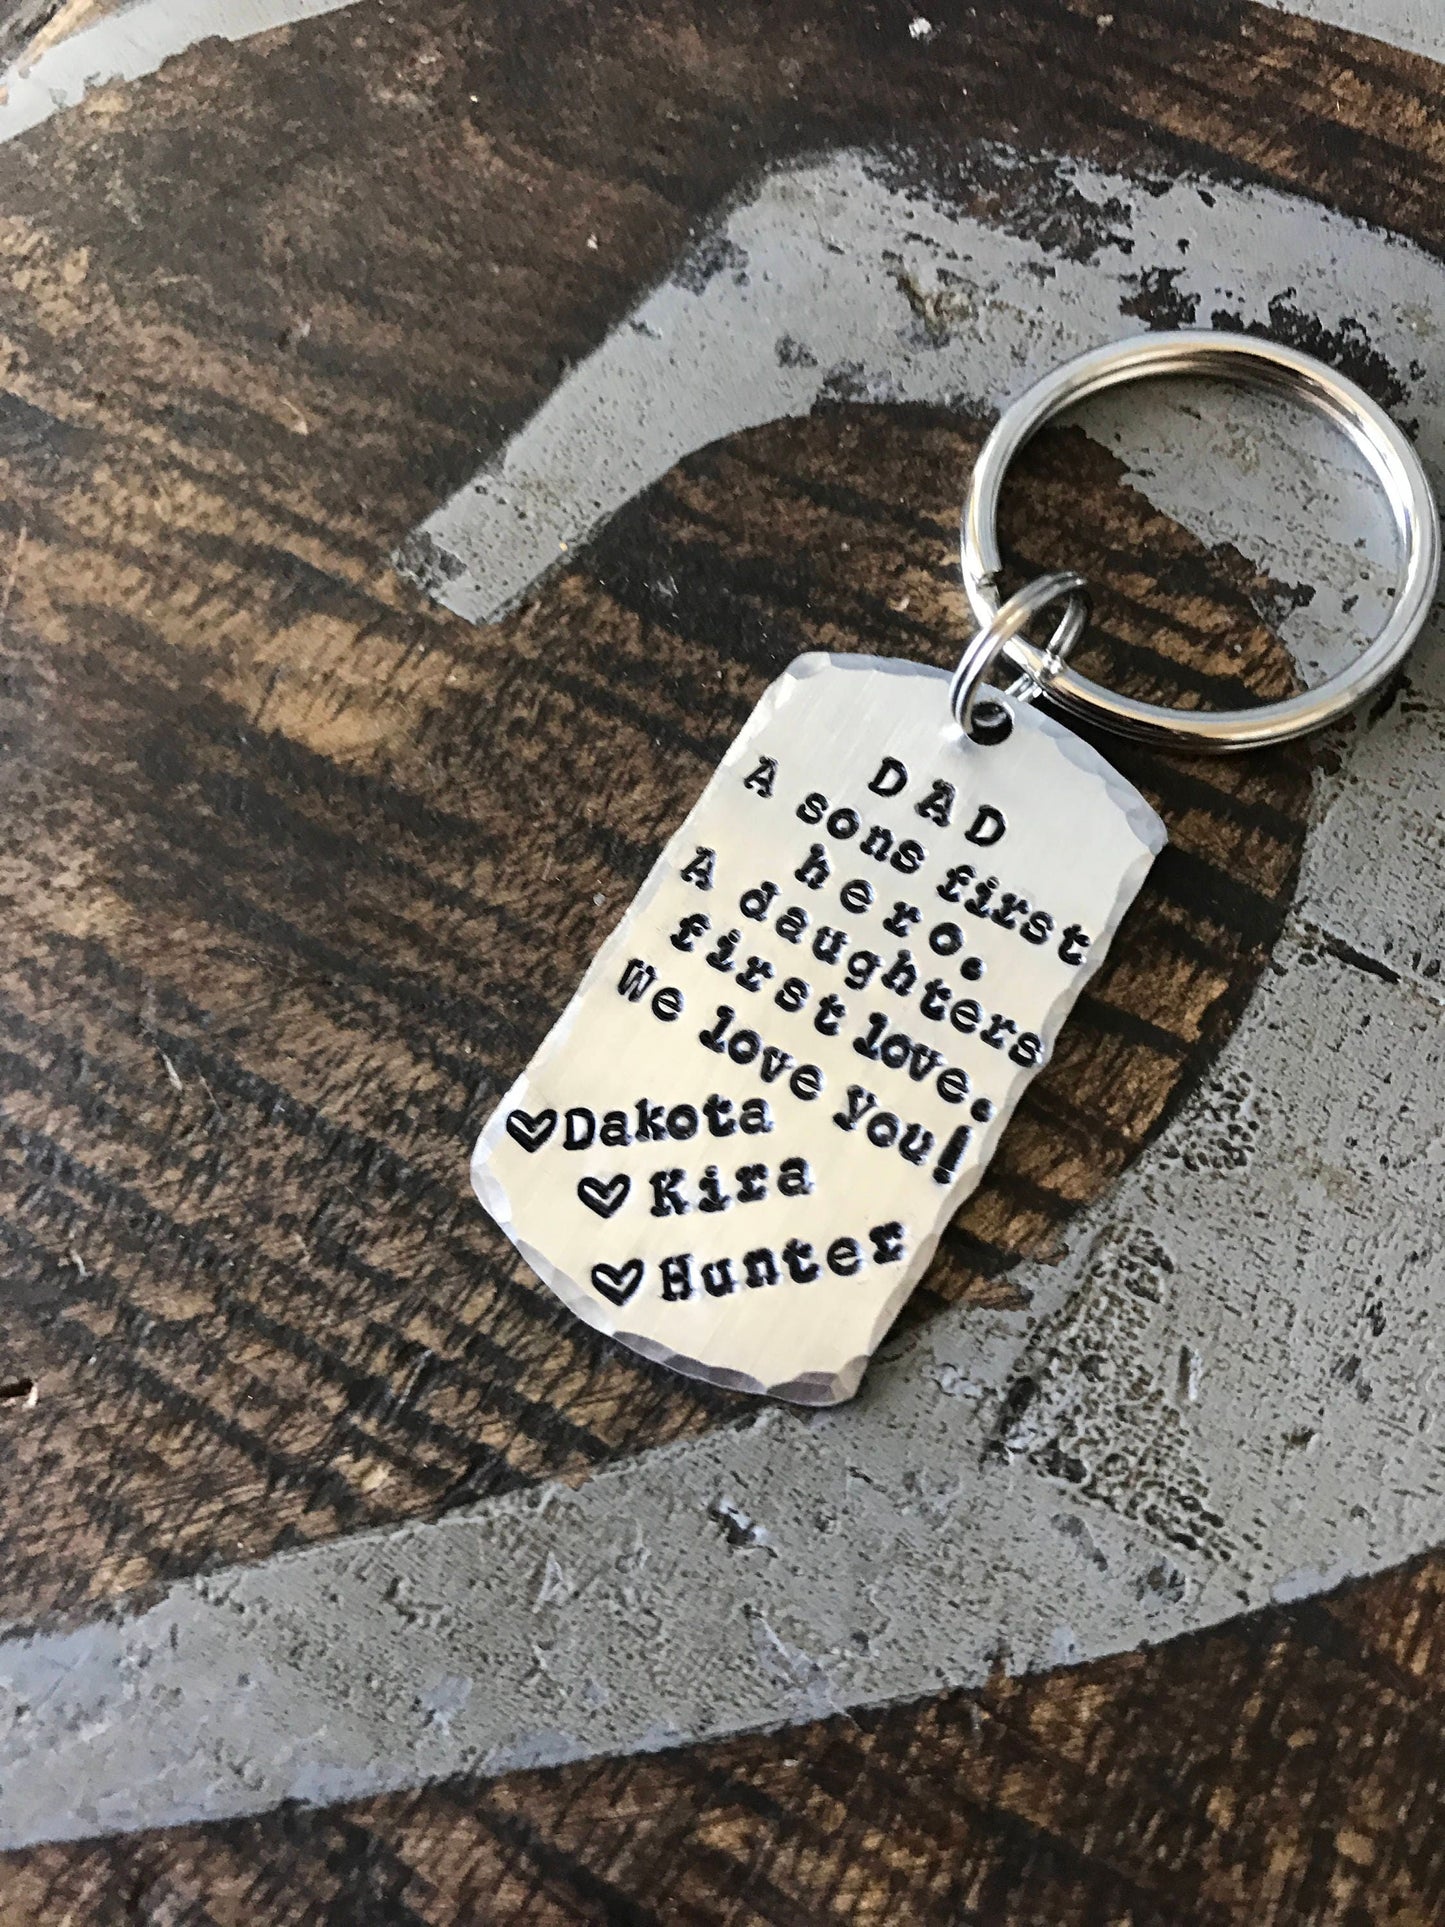 DAD
A sons first
hero.
A daughters
first love.
We love you!
♡Dakota
♡ Kira
♡ Hunter